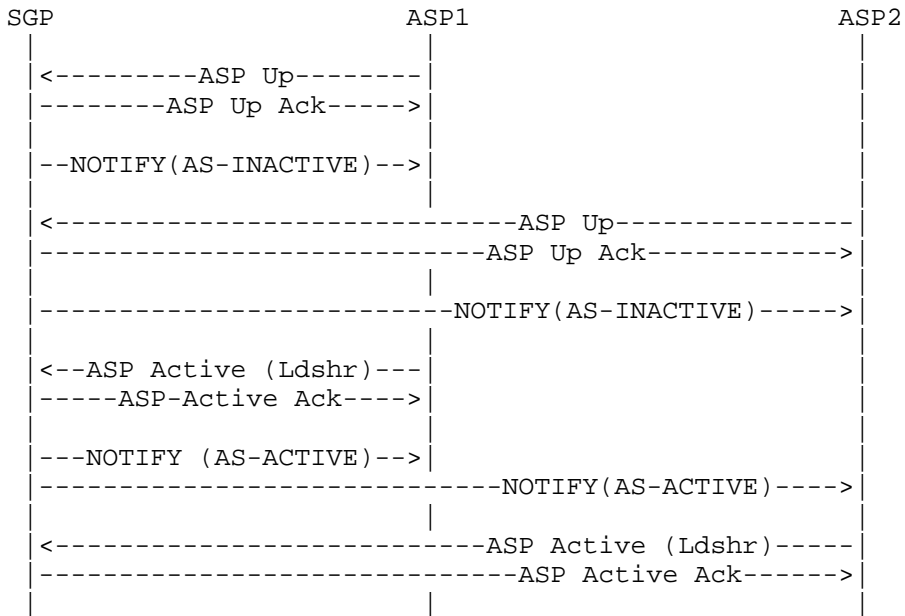 SGP ASP1 ASP2
|<---------ASP Up--------|
|--------ASP Up Ack----->|
|--NOTIFY(AS-INACTIVE)-->|
|<-----------------------------ASP Up---------------|
|----------------------------ASP Up Ack------------>|
|--------------------------NOTIFY(AS-INACTIVE)----->|
|<--ASP Active (Ldshr)---|
|-----ASP-Active Ack---->|
|---NOTIFY (AS-ACTIVE)-->|
|-----------------------------NOTIFY(AS-ACTIVE)---->|
|<---------------------------ASP Active (Ldshr)-----|
|------------------------------ASP Active Ack------>|